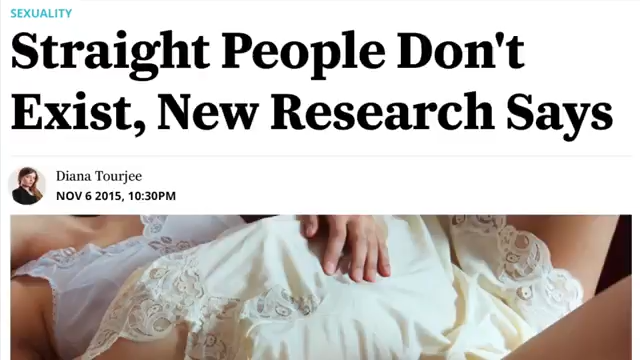 SEXUALITY
Straight People Don't
Exist, New Research Says
Diana Tourjee
NOV 6 2015, 10:30PM